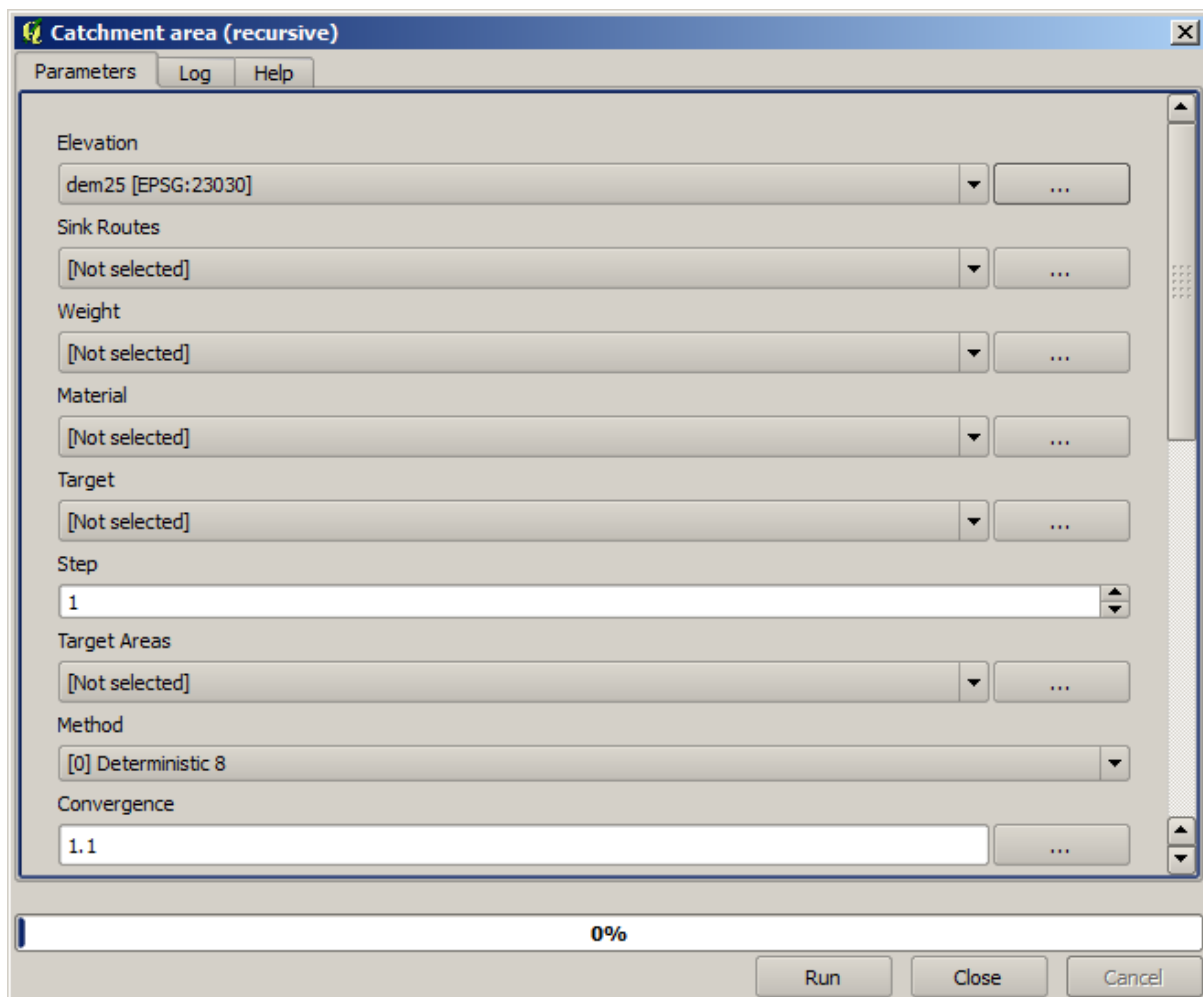 Catchment area (recursive)
Parameters Log Help
Elevation
dem25 [EPSG:23030] ...
Sink Routes
[Not selected] ...
Weight
[Not selected] ...
Material
[Not selected] ...
Target
[Not selected] ...
Step
1
Target Areas
[Not selected] ...
Method
[0] Deterministic 8
Convergence
1.1 ...
0%
Run Close Cancel